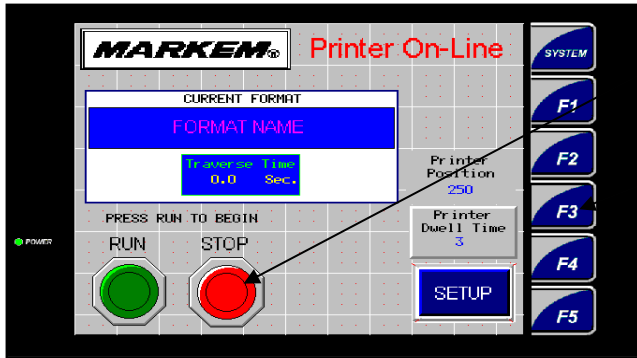 MARKEM®
Printer On-Line
SYSTEM
CURRENT FORMAT
F1
FORMAT NAME
Traverse Time
0.0 Sec.
Printer
Position
250
F2
PRESS RUN TO BEGIN
Printer
Dwell Time
3
F3
POWER
RUN
STOP
F4
SETUP
F5